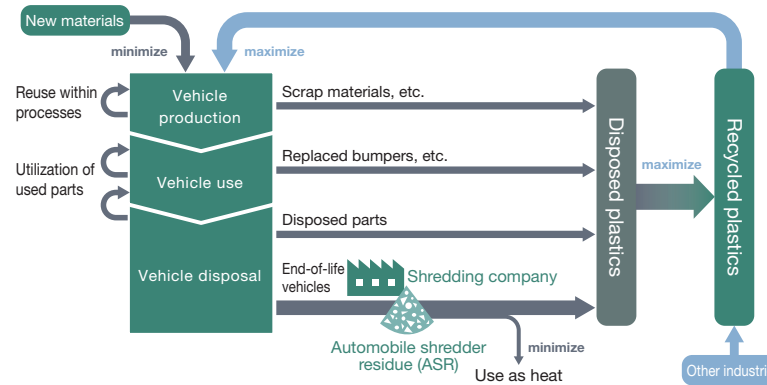 New materials
minimize
maximize
Reuse within
processes
Vehicle
production
Scrap materials, etc.
Utilization of
used parts
Vehicle use
Replaced bumpers, etc.
Disposed parts
Vehicle disposal
End-of-life
vehicles
Shredding company
Automobile shredder
residue (ASR)
minimize
Use as heat
Disposed plastics
maximize
Recycled plastics
Other industri